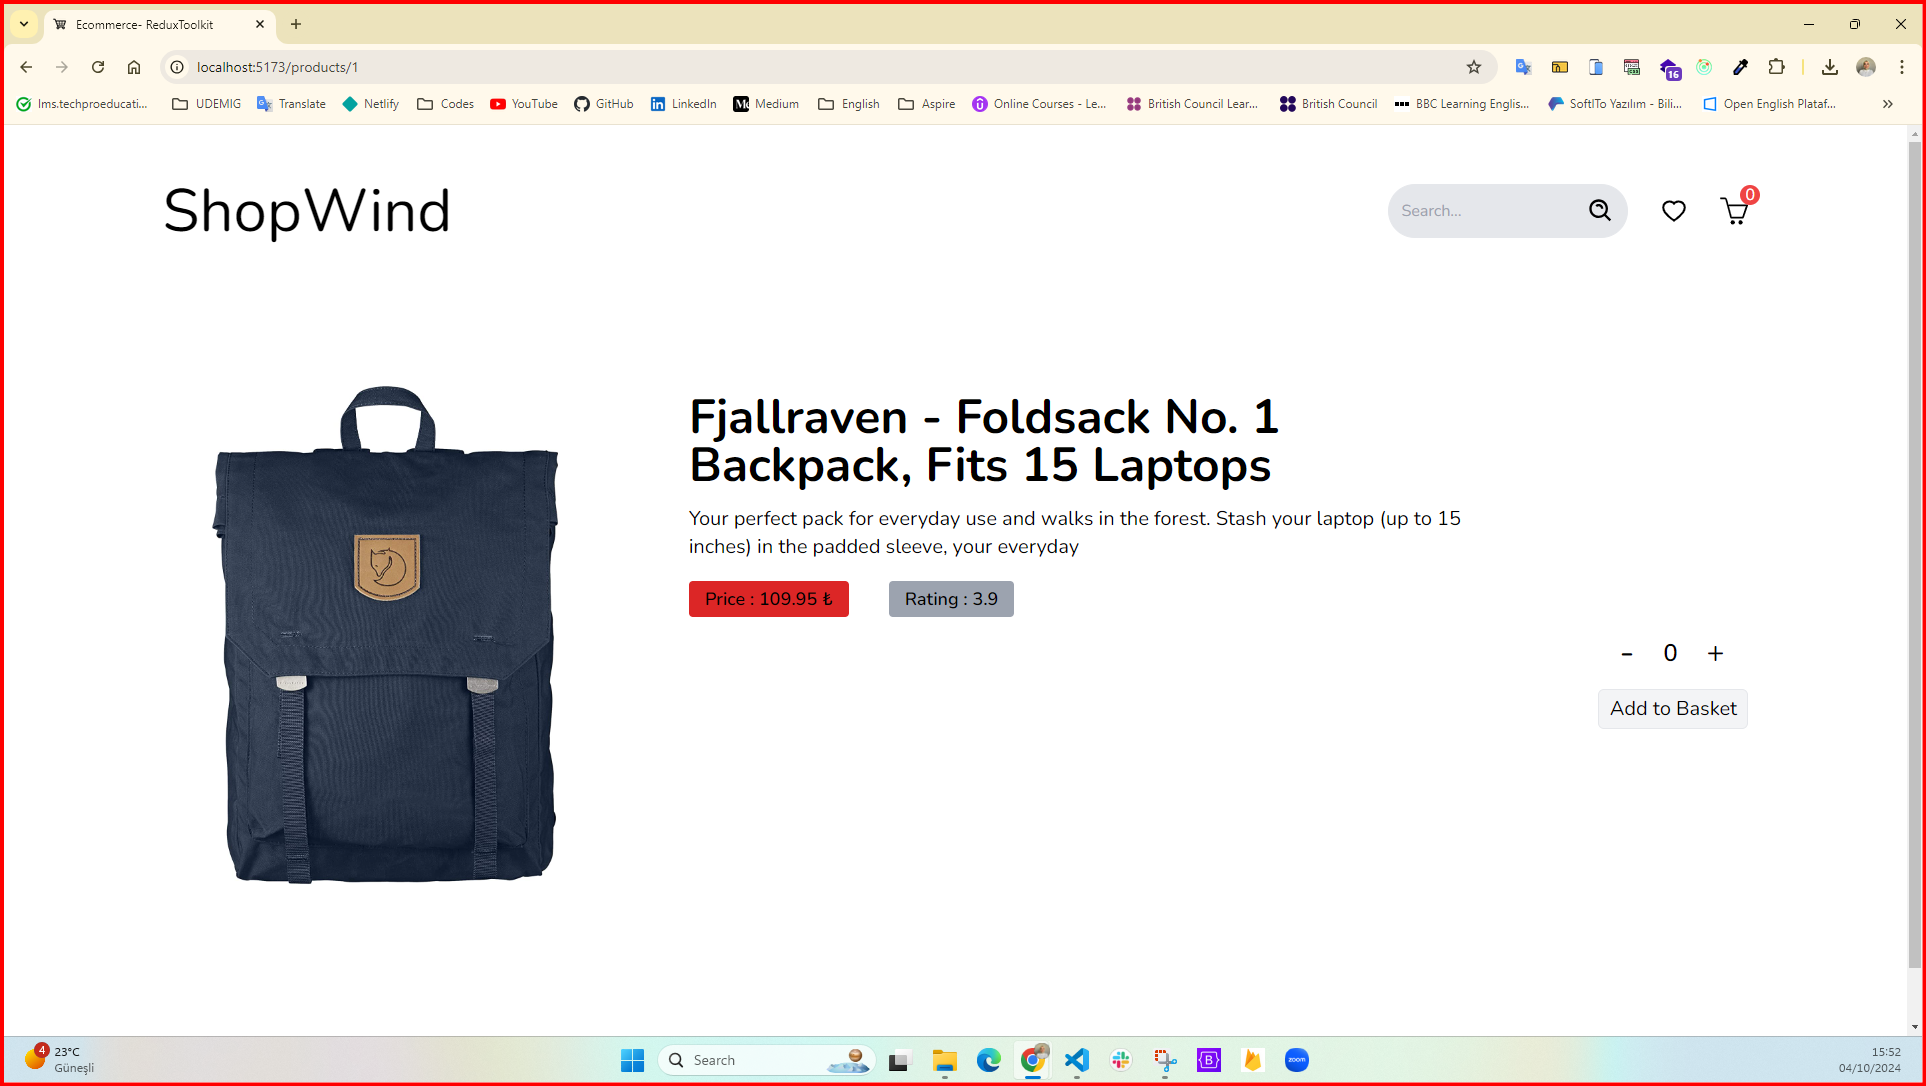 Ecommerce- ReduxToolkit
localhost:5173/products/1
16
lms.techproeducati...
UDEMIG
Translate
Netlify
Codes
YouTube
GitHub
LinkedIn
Medium
English
Aspire
Online Courses - Le...
British Council Lear...
British Council
BBC Learning Englis...
SoftITo Yazılım - Bili...
Open English Plataf...
ShopWind
Search...
0
Fjallraven - Foldsack No. 1
Backpack, Fits 15 Laptops
Your perfect pack for everyday use and walks in the forest. Stash your laptop (up to 15
inches) in the padded sleeve, your everyday
Price : 109.95 ₺
Rating : 3.9
- 0 +
Add to Basket
4
23°C
Güneşli
Search
zoom
15:52
04/10/2024